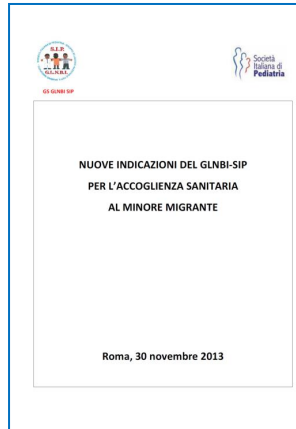 S.I.P.
G.L.N.B.I.
GS GLNBI SIP
Società
Italiana di
Pediatria
NUOVE INDICAZIONI DEL GLNBI-SIP
PER L'ACCOGLIENZA SANITARIA
AL MINORE MIGRANTE
Roma, 30 novembre 2013